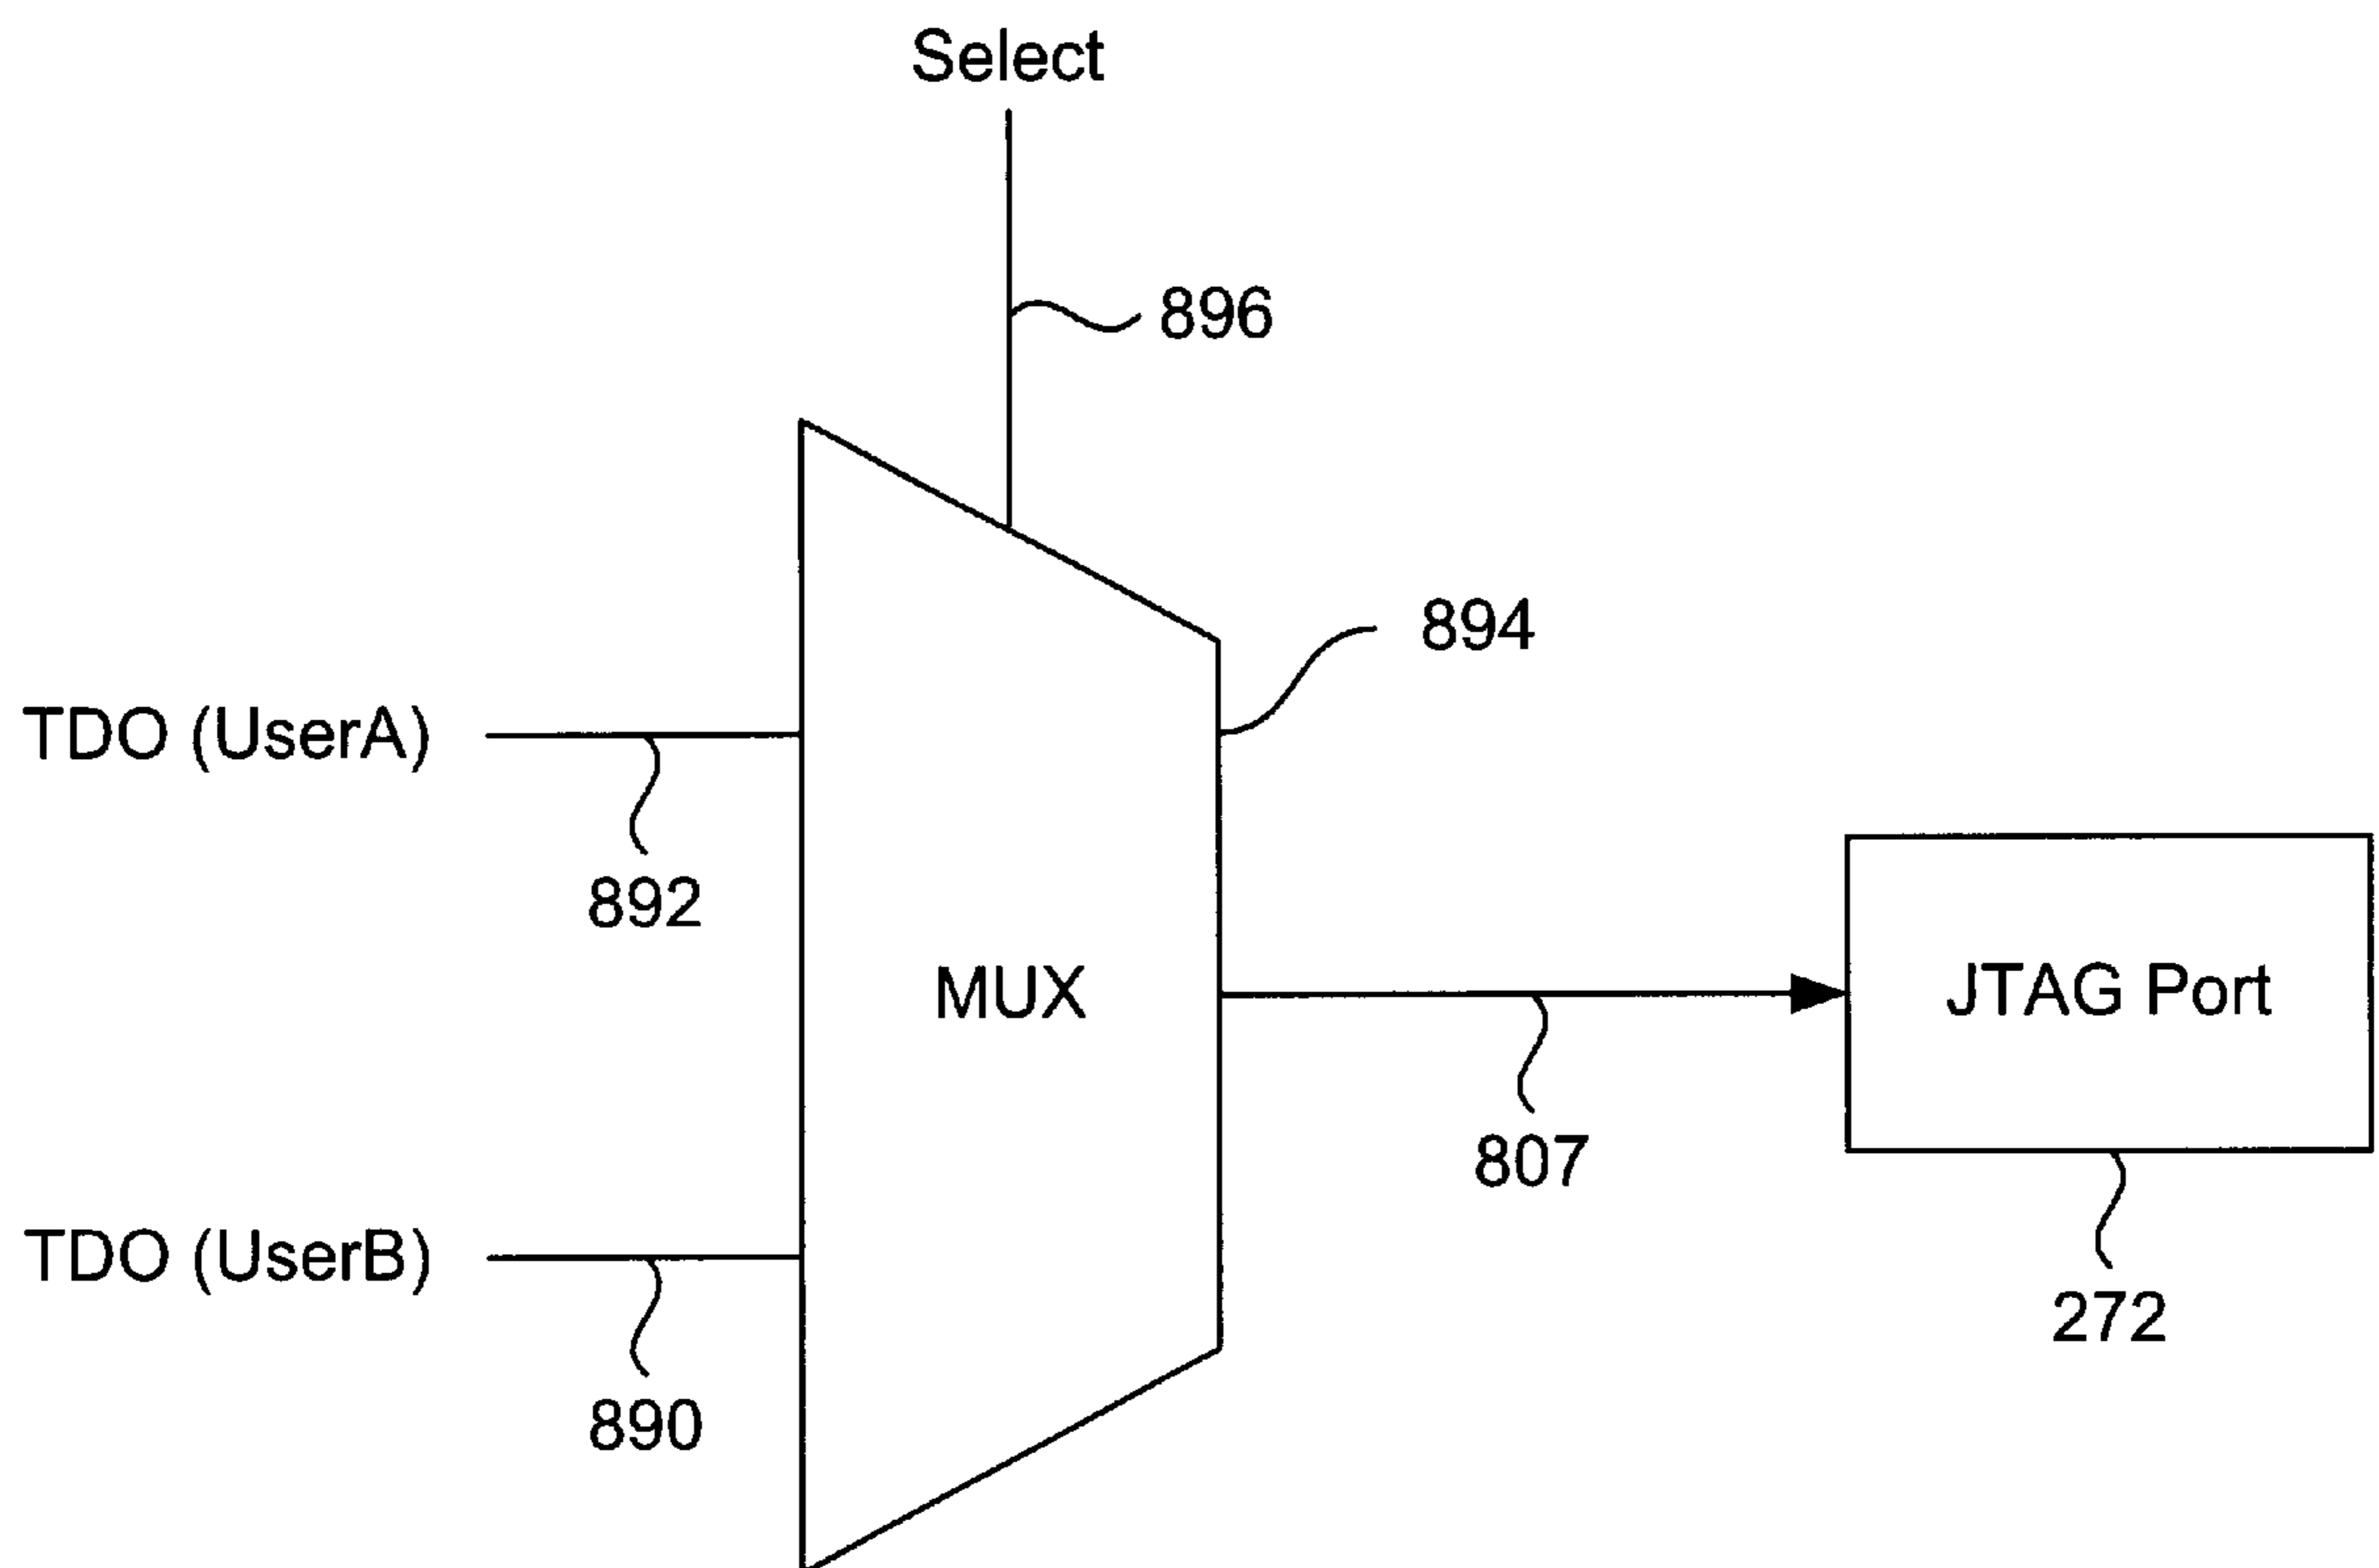 Select
896
894
TDO (UserA)
892
MUX
JTAG Port
807
TDO (UserB)
272
890